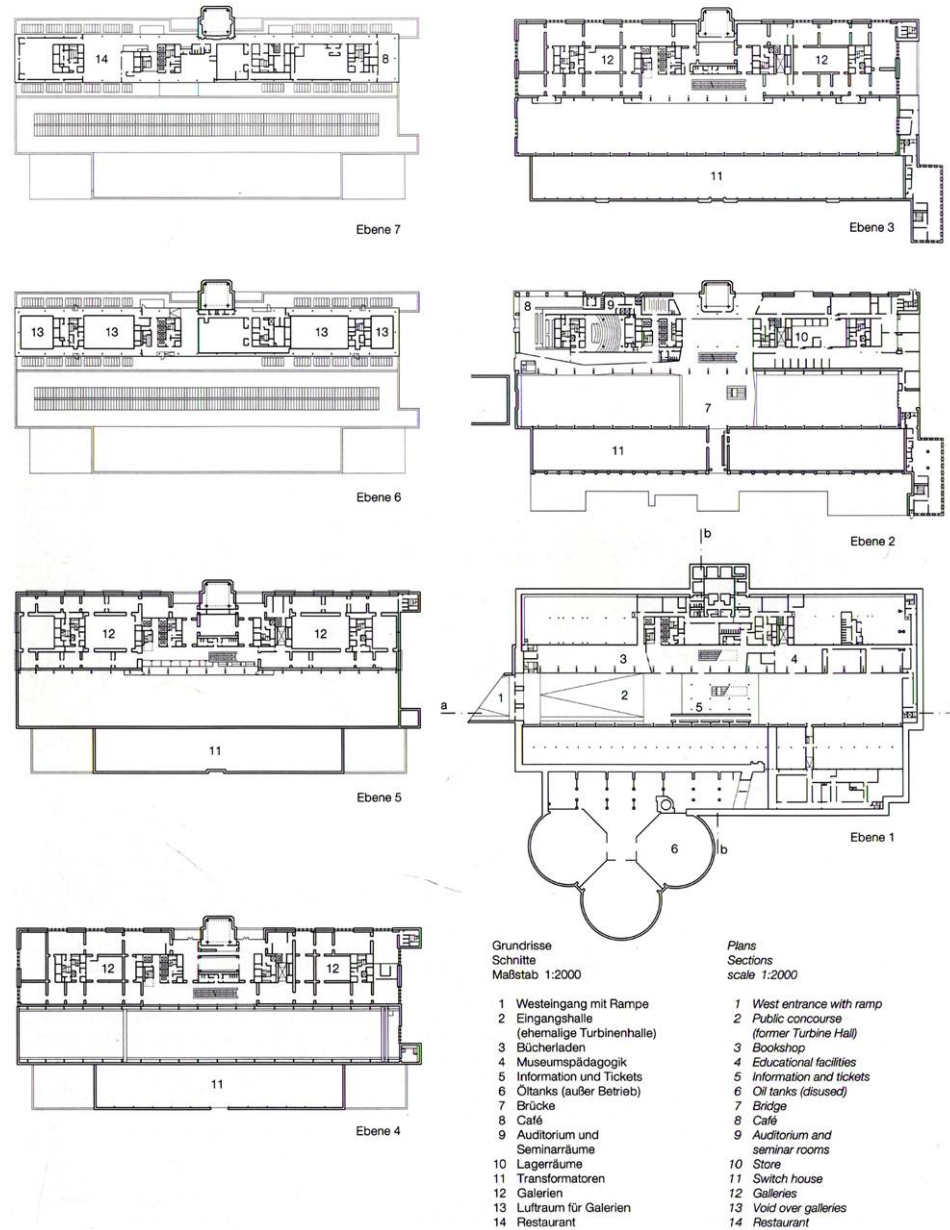 14
8
Ebene 7
12
12
11
Ebene 3
13
13
13
13
Ebene 6
8
9
10
7
11
Ebene 2
12
12
11
Ebene 5
b
3
4
1
2
5
a
6
b
Ebene 1
12
12
11
Ebene 4
Grundrisse
Schnitte
Maßstab 1:2000
1 Westeingang mit Rampe
2 Eingangshalle
(ehemalige Turbinenhalle)
3 Bücherladen
4 Museumspädagogik
5 Information und Tickets
6 Öltanks (außer Betrieb)
7 Brücke
8 Café
9 Auditorium und
Seminarräume
10 Lagerräume
11 Transformatoren
12 Galerien
13 Luftraum für Galerien
14 Restaurant
Plans
Sections
scale 1:2000
1 West entrance with ramp
2 Public concourse
(former Turbine Hall)
3 Bookshop
4 Educational facilities
5 Information and tickets
6 Oil tanks (disused)
7 Bridge
8 Café
9 Auditorium and
seminar rooms
10 Store
11 Switch house
12 Galleries
13 Void over galleries
14 Restaurant